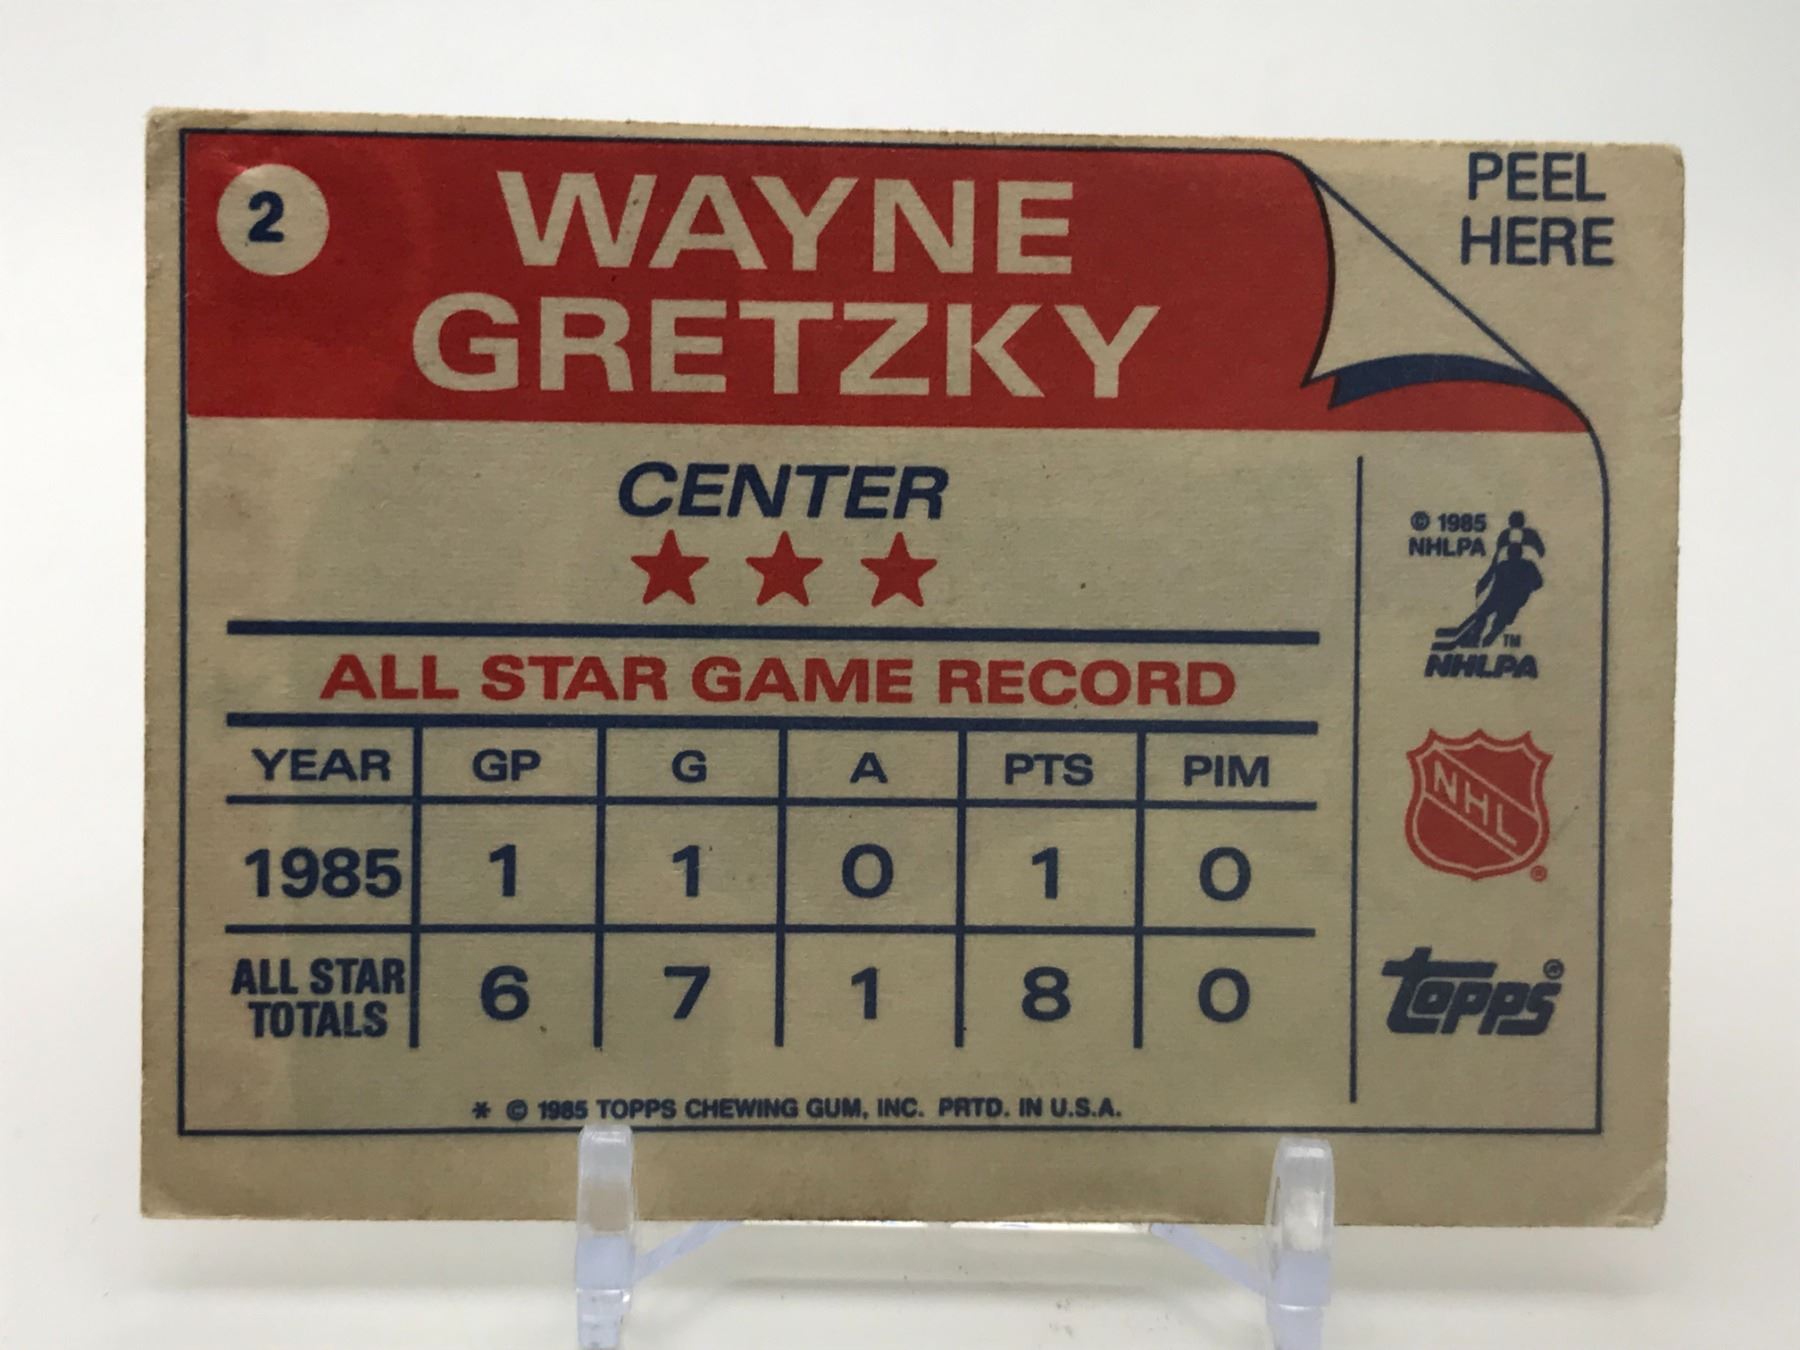 2
WAYNE
GRETZKY
PEEL
HERE
CENTER
ALL STAR GAME RECORD
YEAR GP G A PTS PIM
1985 1 1 0 1 0
ALL STAR
TOTALS 6 7 1 8 0
© 1985
NHLPA
TM
NHLPA
NHL ®
TOPPS ®
* © 1985 TOPPS CHEWING GUM, INC. PRTD. IN U.S.A.